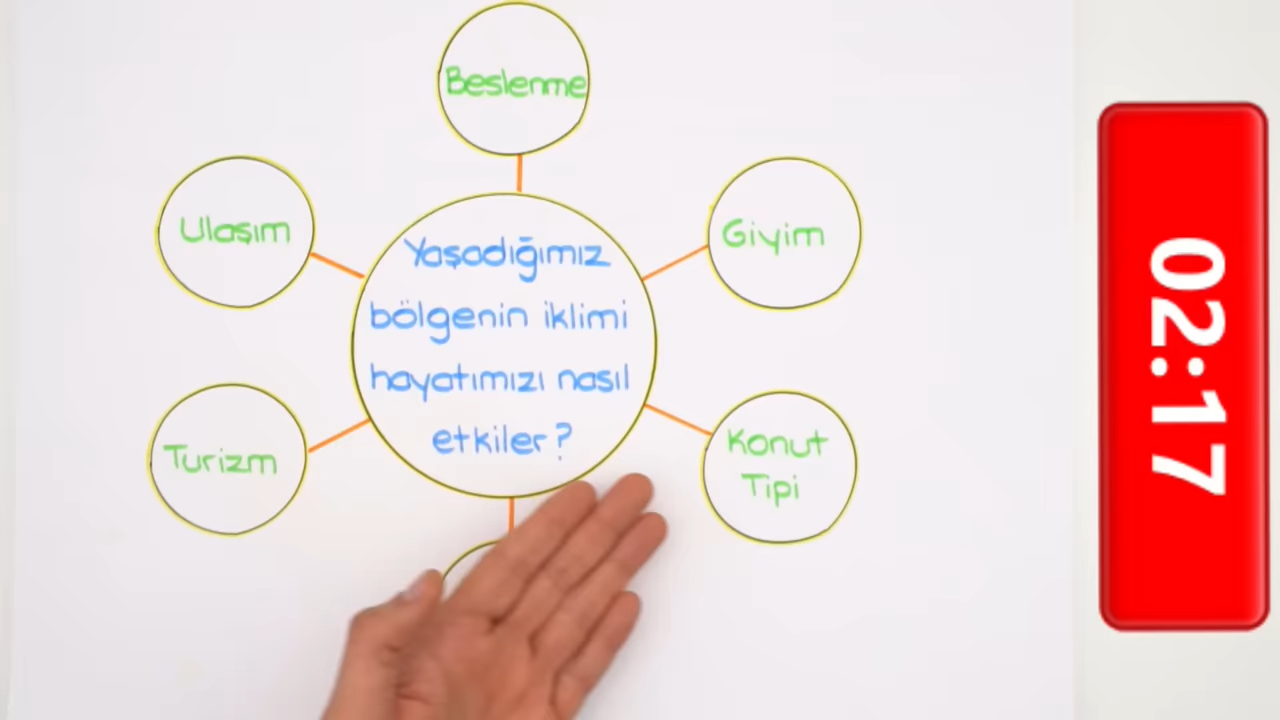 Beslenme
Ulaşım
Giyim
Yaşadığımız
bölgenin iklimi
hayatımızı nasıl
etkiler?
Turizm
Konut
Tipi
02:17